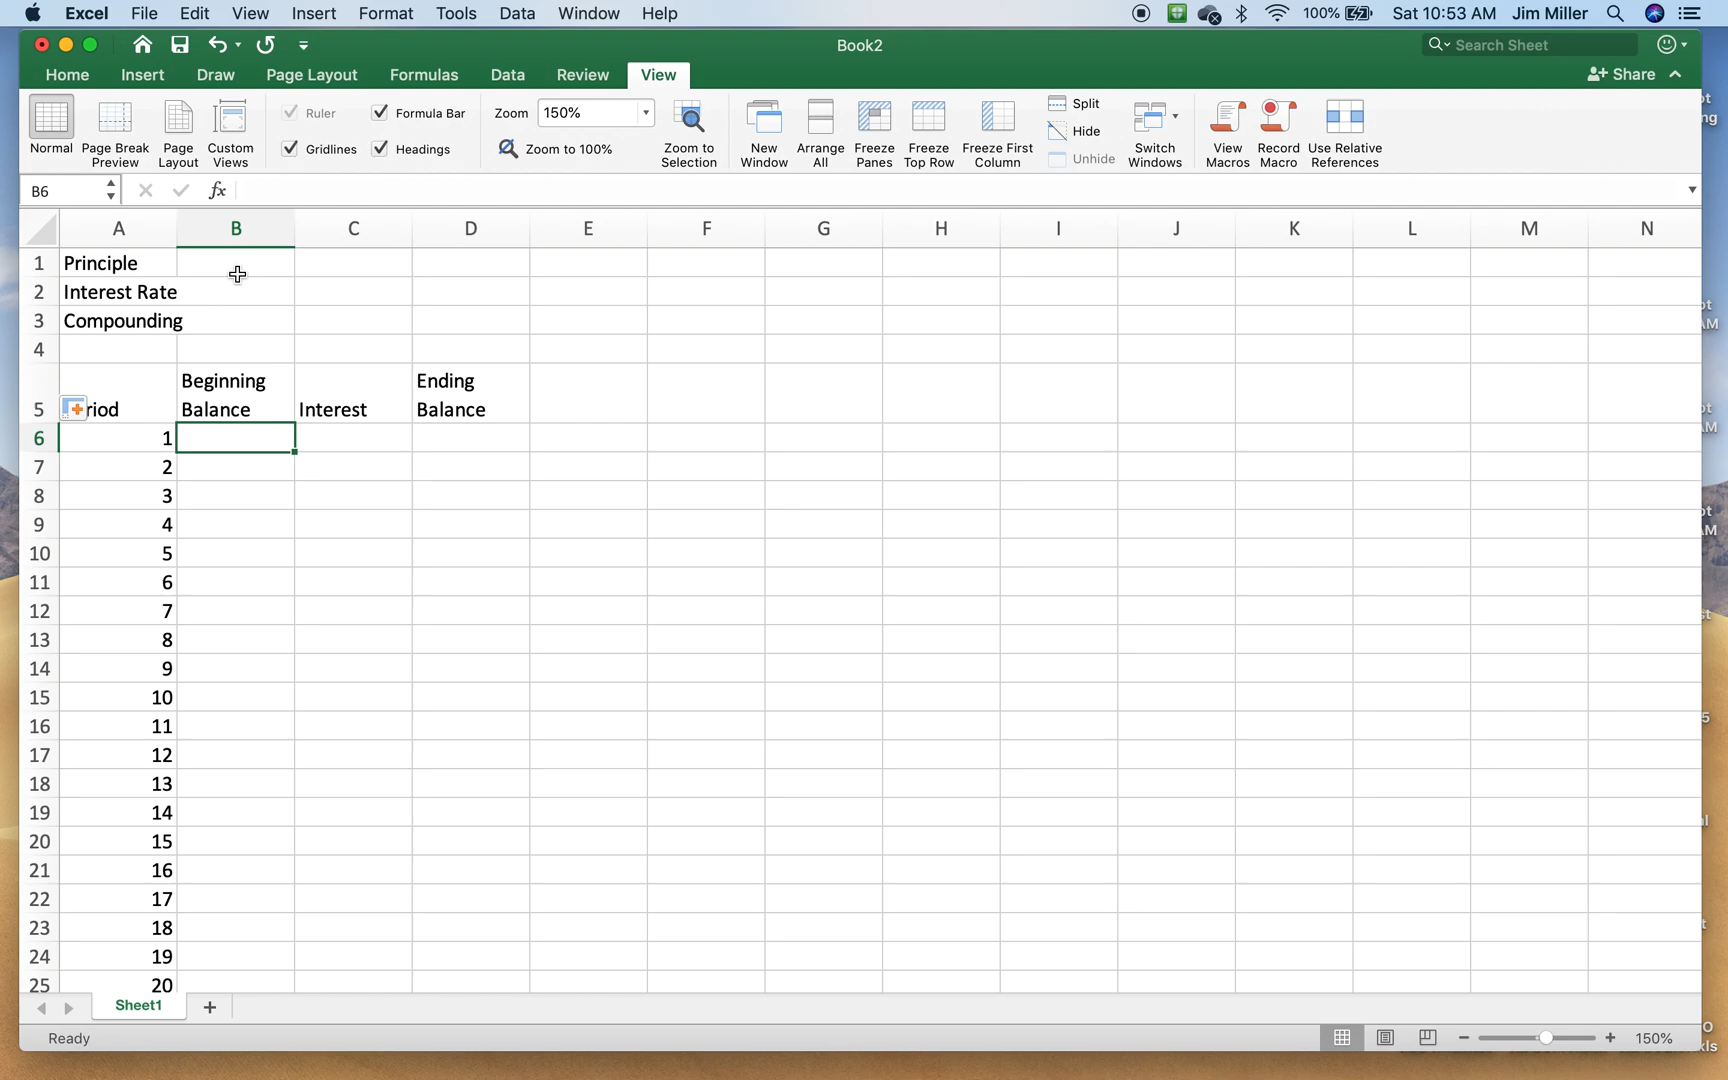 Excel File Edit View Insert Format Tools Data Window Help 100% Sat 10:53 AM Jim Miller
Book2
Search Sheet
Home Insert Draw Page Layout Formulas Data Review View Share
Normal
Page Break Preview
Page Layout
Custom Views
Ruler
Formula Bar
Gridlines
Headings
Zoom 150%
Zoom to 100%
Zoom to Selection
New Window
Arrange All
Freeze Panes
Freeze Top Row
Freeze First Column
Split
Hide
Unhide
Switch Windows
View Macros
Record Macro
Use Relative References
B6 fx
A B C D E F G H I J K L M N
1 Principle
2 Interest Rate
3 Compounding
4
Beginning Ending
5 riod Balance Interest Balance
6 1
7 2
8 3
9 4
10 5
11 6
12 7
13 8
14 9
15 10
16 11
17 12
18 13
19 14
20 15
21 16
22 17
23 18
24 19
25 20
Sheet1
Ready 150%